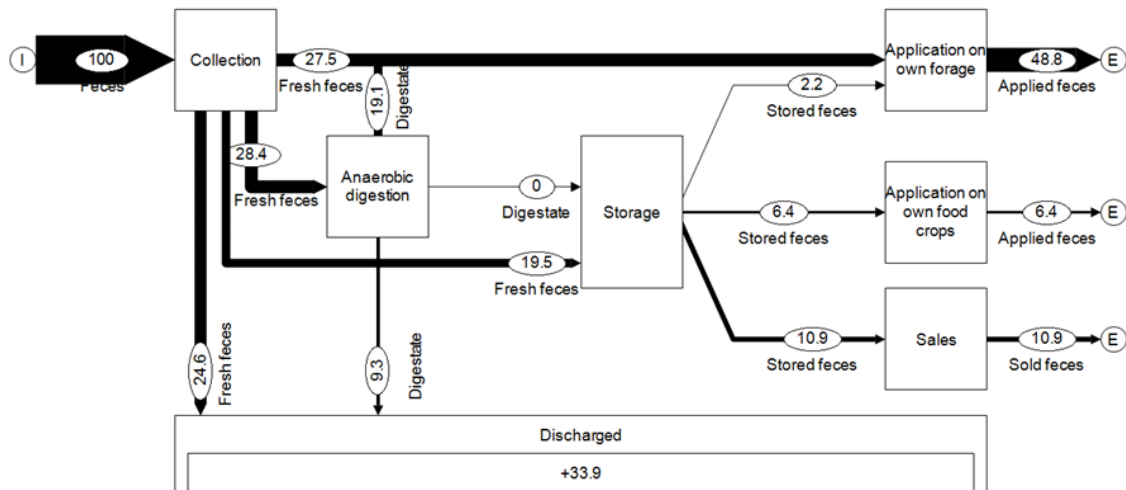 I
100
Feces
Collection
27.5
Fresh feces
19.1
Digestate
Application on
own forage
48.8
Applied feces
E
2.2
Stored feces
28.4
Fresh feces
Anaerobic
digestion
0
Digestate
Storage
6.4
Stored feces
Application on
own food
crops
6.4
Applied feces
E
19.5
Fresh feces
10.9
Stored feces
Sales
10.9
Sold feces
E
24.6
Fresh feces
9.3
Digestate
Discharged
+33.9